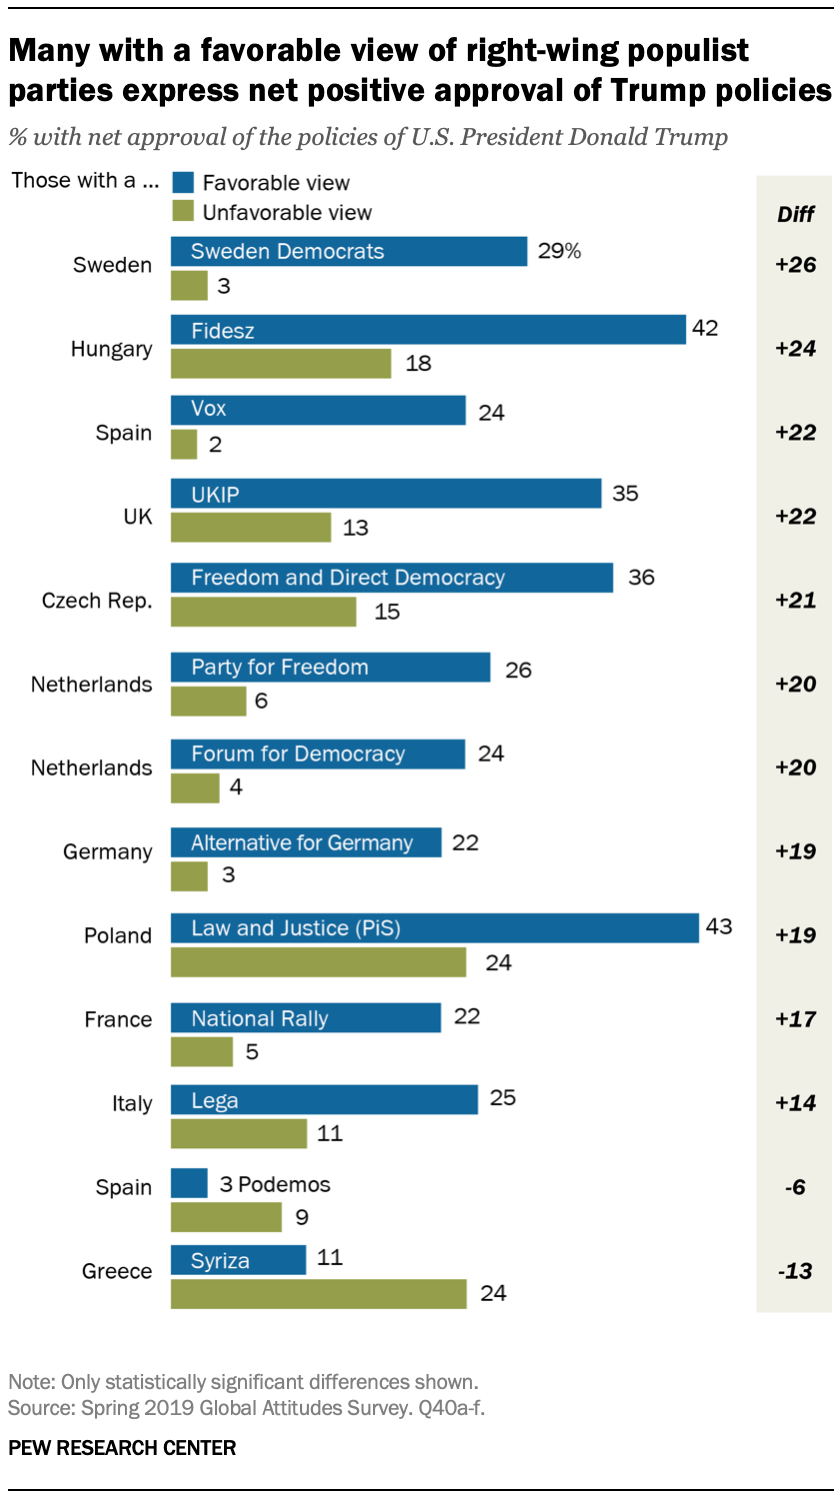 Many with a favorable view of right-wing populist
parties express net positive approval of Trump policies
% with net approval of the policies of U.S. President Donald Trump
Those with a ... Favorable view
Unfavorable view
Diff
Sweden Sweden Democrats 29% +26
3
Hungary Fidesz 42 +24
18
Spain Vox 24 +22
2
UK UKIP 35 +22
13
Czech Rep. Freedom and Direct Democracy 36 +21
15
Netherlands Party for Freedom 26 +20
6
Netherlands Forum for Democracy 24 +20
4
Germany Alternative for Germany 22 +19
3
Poland Law and Justice (PiS) 43 +19
24
France National Rally 22 +17
5
Italy Lega 25 +14
11
Spain 3 Podemos -6
9
Greece Syriza 11 -13
24
Note: Only statistically significant differences shown.
Source: Spring 2019 Global Attitudes Survey. Q40a-f.
PEW RESEARCH CENTER